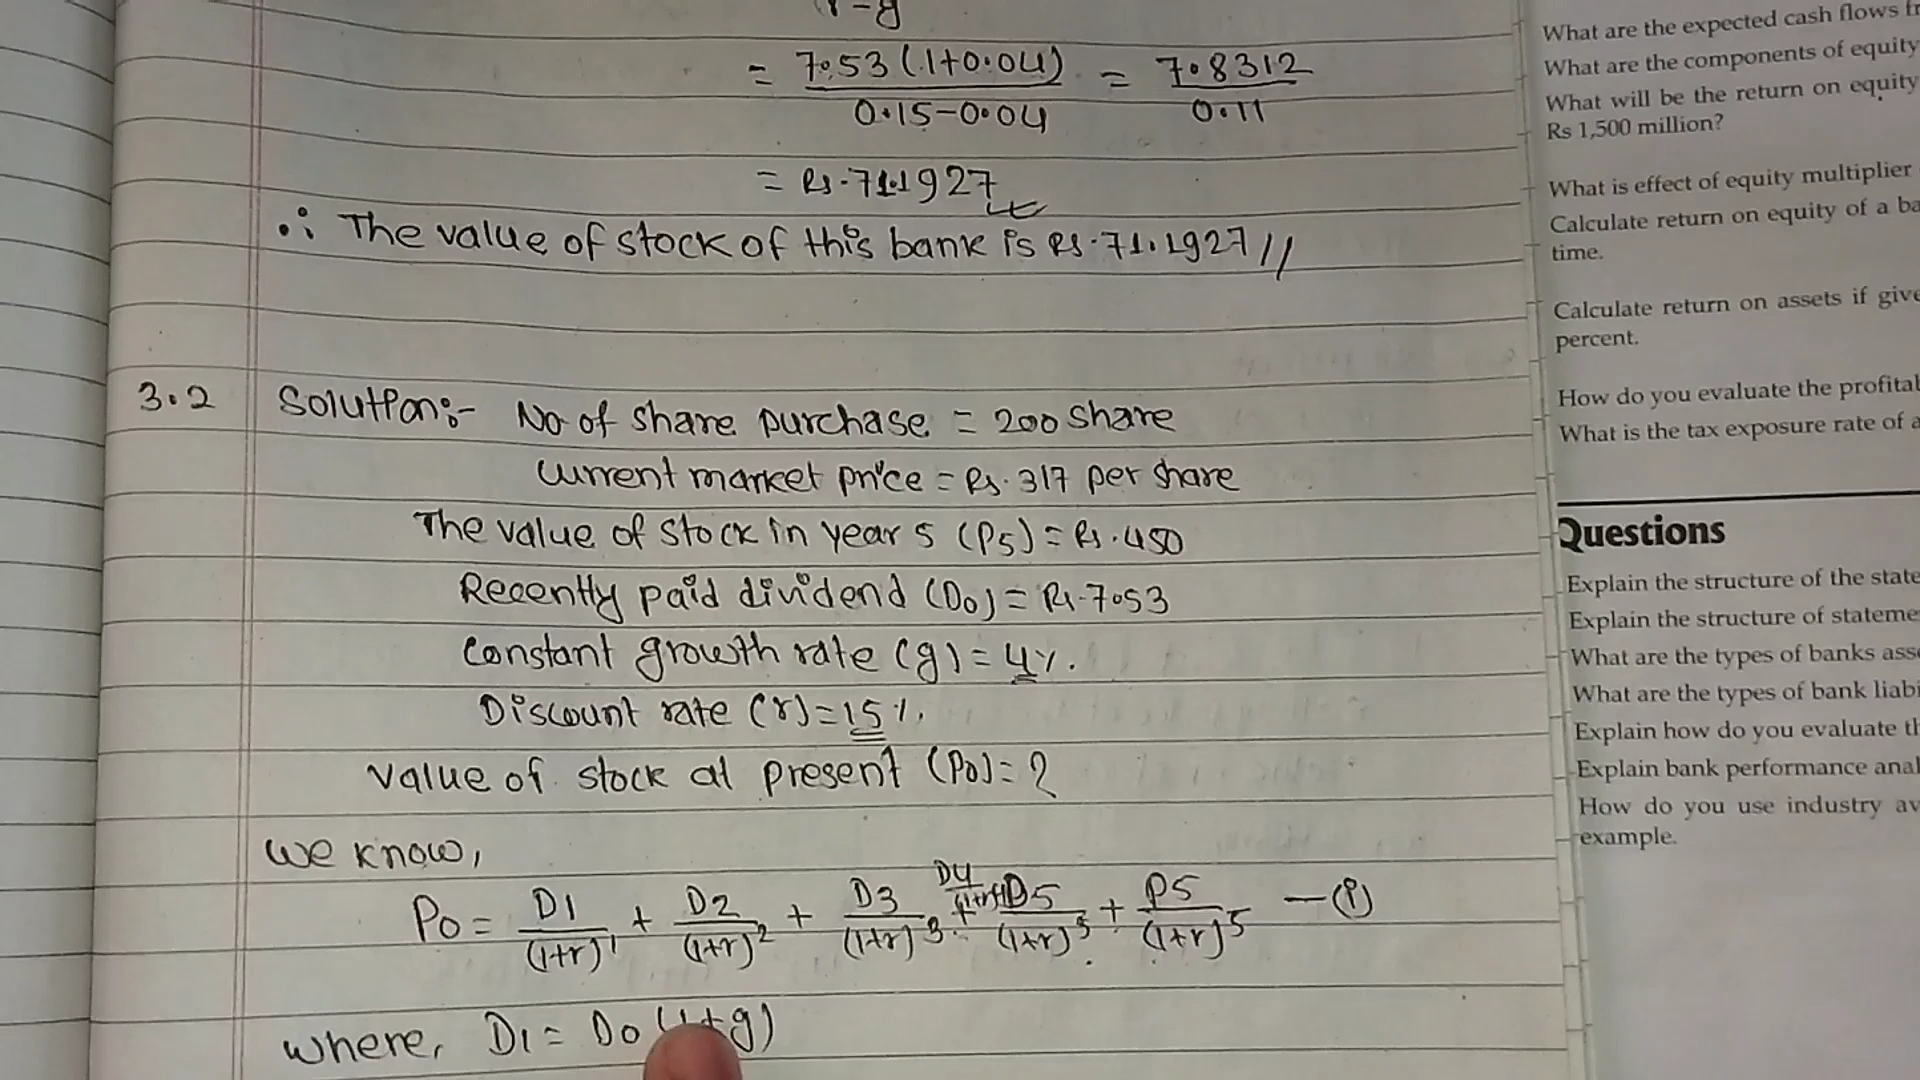 r-g
= 7.53 (1+0.04) / 0.15-0.04 = 7.8312 / 0.11
= Rs.71.1927
∴ The value of stock of this bank is Rs.71.1927//
3.2 Solution:- No of share purchase = 200 share
Current market price = Rs. 317 per share
The value of stock in year 5 (P5) = Rs.450
Recently paid dividend (D0) = Rs.7.53
Constant growth rate (g) = 4%.
Discount rate (r) = 15%.
Value of stock at present (P0) = ?
We know,
P0 = D1/(1+r)^1 + D2/(1+r)^2 + D3/(1+r)^3 + D4/(1+r) D5/(1+r)^5 + P5/(1+r)^5 —(i)
where, D1 = D0 (1+g)
What are the expected cash flows
What are the components of equity
What will be the return on equity
Rs 1,500 million?
What is effect of equity multiplier
Calculate return on equity of a
time.
Calculate return on assets if
percent.
How do you evaluate the
What is the tax exposure rate of
Questions
Explain the structure of the
Explain the structure of
What are the types of banks
What are the types of bank
Explain how do you evaluate
Explain bank performance
How do you use industry
example.